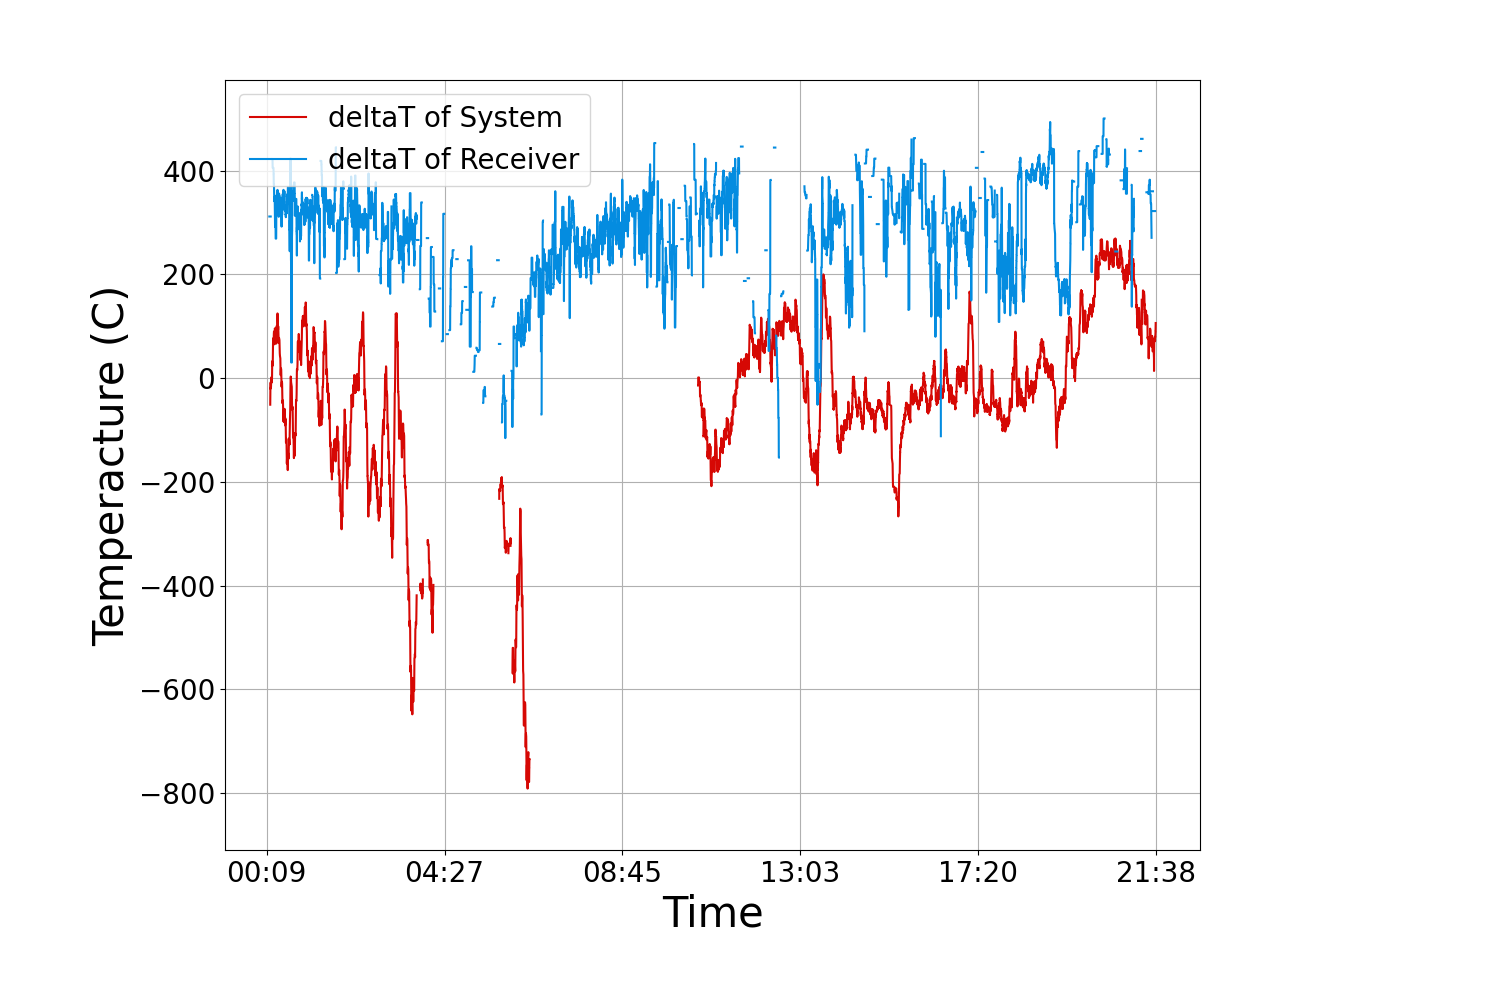 deltaT of System
deltaT of Receiver
400
200
0
−200
−400
−600
−800
Temperacture (C)
00:09 04:27 08:45 13:03 17:20 21:38
Time